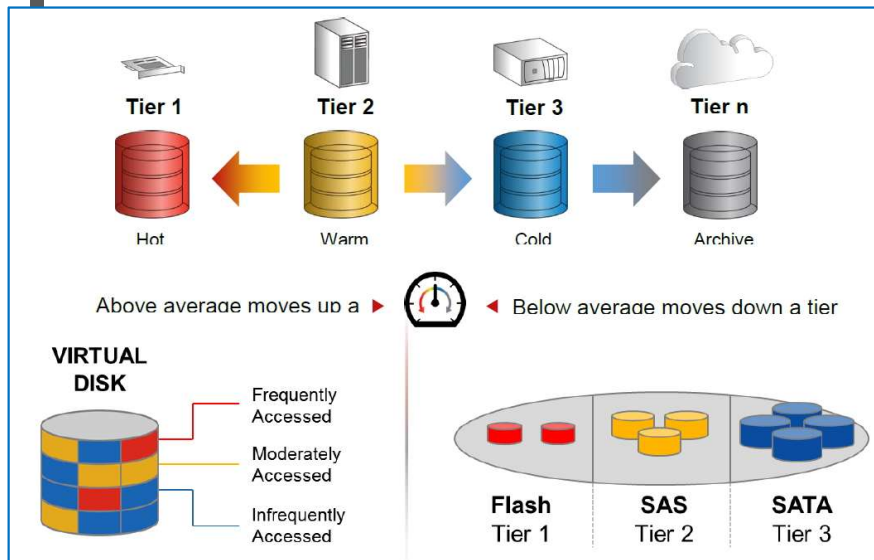 Tier 1
Tier 2
Tier 3
Tier n
Hot
Warm
Cold
Archive
Above average moves up a
Below average moves down a tier
VIRTUAL
DISK
Frequently
Accessed
Moderately
Accessed
Infrequently
Accessed
Flash
Tier 1
SAS
Tier 2
SATA
Tier 3